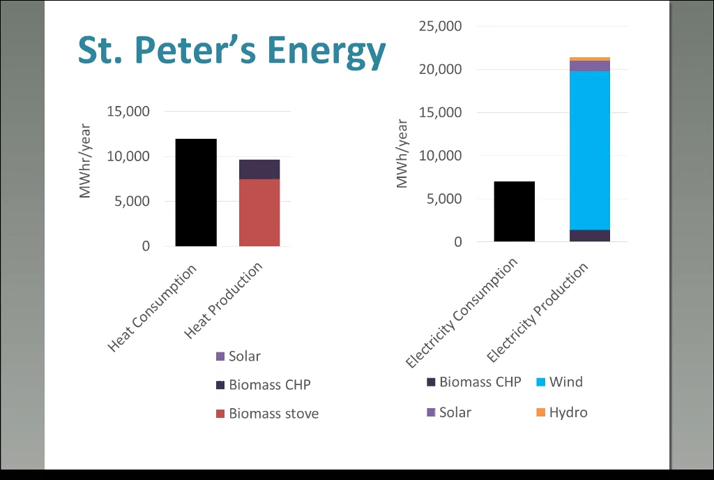 St. Peter's Energy
MWhr/year
15,000
10,000
5,000
0
Heat Consumption
Heat Production
Solar
Biomass CHP
Biomass stove
MWh/year
25,000
20,000
15,000
10,000
5,000
0
Electricity Consumption
Electricity Production
Biomass CHP Wind
Solar Hydro